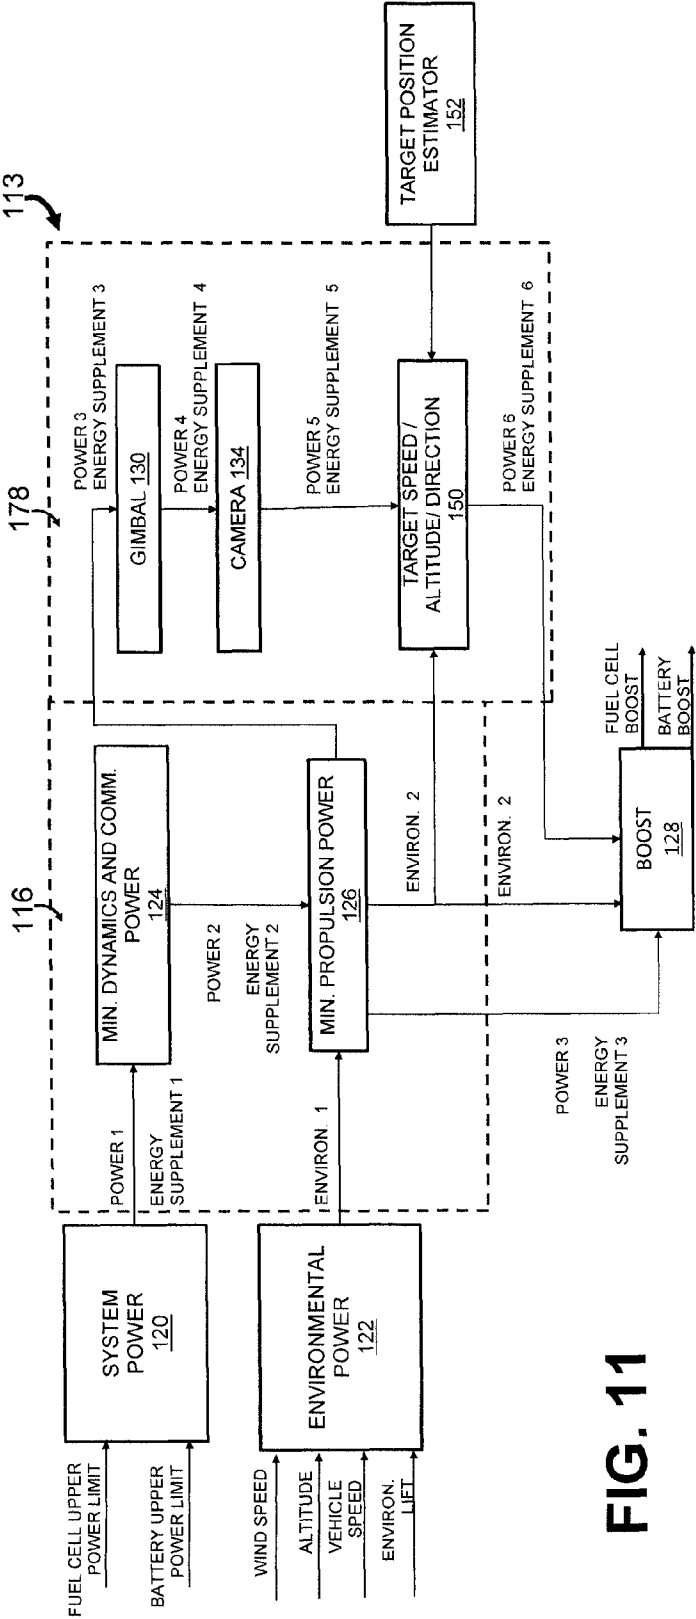 113
178
116
FUEL CELL UPPER
POWER LIMIT
BATTERY UPPER
POWER LIMIT
SYSTEM
POWER
120
POWER 1
ENERGY
SUPPLEMENT 1
MIN. DYNAMICS AND COMM.
POWER
124
POWER 2
ENERGY
SUPPLEMENT 2
WIND SPEED
ALTITUDE
VEHICLE
SPEED
ENVIRON.
LIFT
ENVIRONMENTAL
POWER
122
ENVIRON. 1
MIN. PROPULSION POWER
126
POWER 3
ENERGY SUPPLEMENT 3
GIMBAL 130
POWER 4
ENERGY SUPPLEMENT 4
CAMERA 134
POWER 5
ENERGY SUPPLEMENT 5
ENVIRON. 2
TARGET SPEED /
ALTITUDE/ DIRECTION
150
TARGET POSITION
ESTIMATOR
152
POWER 6
ENERGY SUPPLEMENT 6
ENVIRON. 2
POWER 3
ENERGY
SUPPLEMENT 3
BOOST
128
FUEL CELL
BOOST
BATTERY
BOOST
FIG. 11